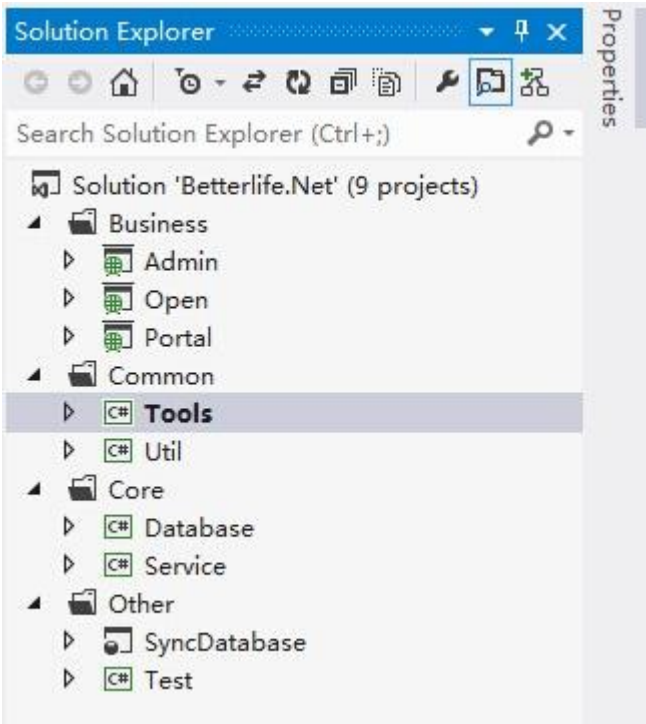 Solution Explorer
Search Solution Explorer (Ctrl+;)
Solution 'Betterlife.Net' (9 projects)
Business
Admin
Open
Portal
Common
C# Tools
C# Util
Core
C# Database
C# Service
Other
SyncDatabase
C# Test
Properties